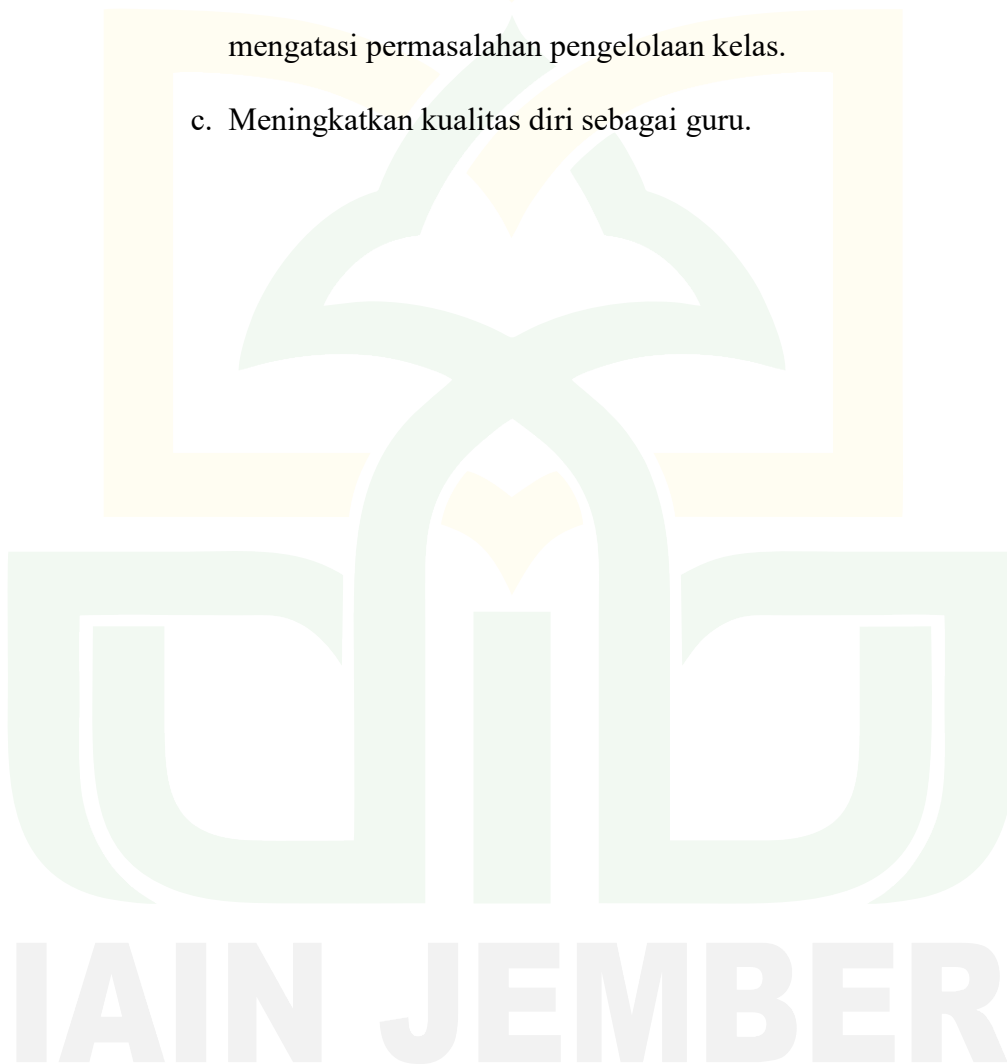 mengatasi permasalahan pengelolaan kelas.
c. Meningkatkan kualitas diri sebagai guru.
IAIN JEMBER